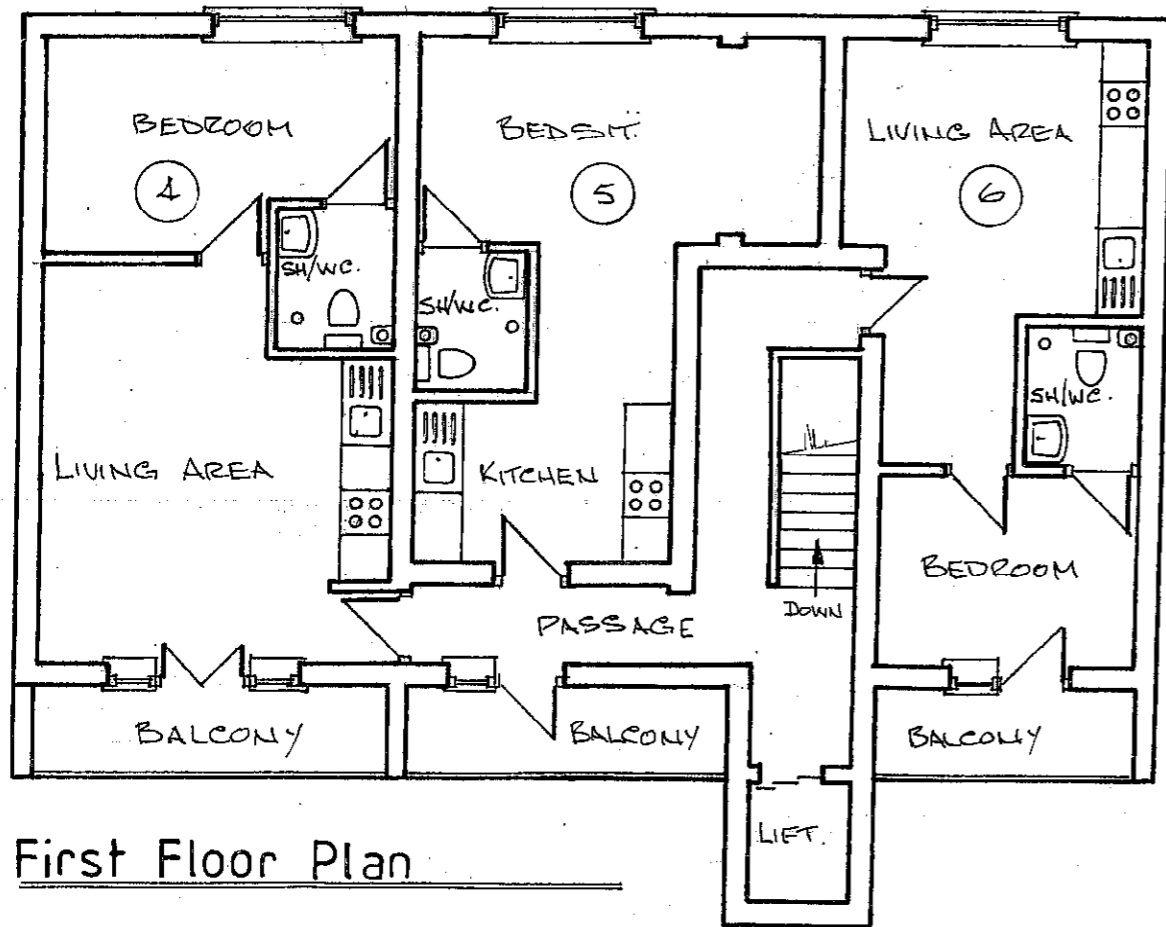 BEDROOM
4
SH/WC.
LIVING AREA
BALCONY
BEDSIT.
5
SH/WC.
KITCHEN
PASSAGE
BALCONY
LIVING AREA
6
SH/WC.
BEDROOM
BALCONY
DOWN
LIFT.
First Floor Plan